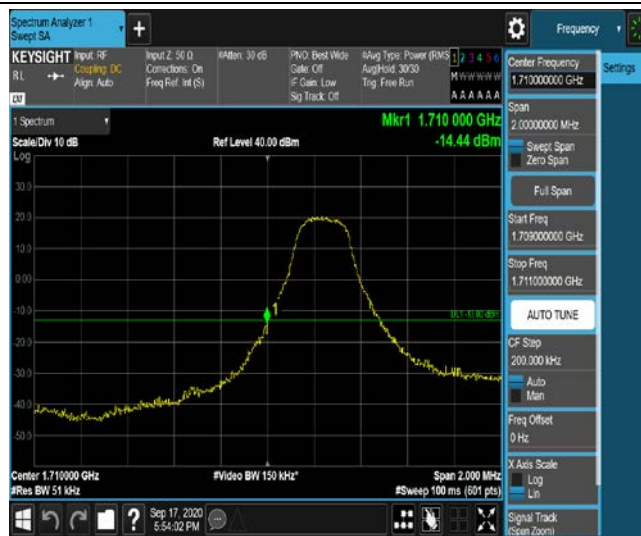 Spectrum Analyzer 1
Swept SA
+
Frequency
KEYSIGHT
RL
Input: RF
Coupling: DC
Align: Auto
Input Z: 50 Ω
Corrections: On
Freq Ref: Int (S)
#Atten: 30 dB
PNO: Best Wide
Gate: Off
IF Gain: Low
Sig Track: Off
#Avg Type: Power (RMS
Avg|Hold: 30/30
Trig: Free Run
1 2 3 4 5 6
M W W W W W
A A A A A A
1 Spectrum
Scale/Div 10 dB
Log
Ref Level 40.00 dBm
Mkr1 1.710 000 GHz
-14.44 dBm
30.0
20.0
10.0
0.00
-10.0
-20.0
-30.0
-40.0
-50.0
1
DL1 -13.00 dBm
Center 1.710000 GHz
#Res BW 51 kHz
#Video BW 150 kHz*
Span 2.000 MHz
#Sweep 100 ms (601 pts)
Center Frequency
1.710000000 GHz
Settings
Span
2.00000000 MHz
Swept Span
Zero Span
Full Span
Start Freq
1.709000000 GHz
Stop Freq
1.711000000 GHz
AUTO TUNE
CF Step
200.000 kHz
Auto
Man
Freq Offset
0 Hz
X Axis Scale
Log
Lin
Signal Track
(Span Zoom)
?
Sep 17, 2020
5:54:02 PM